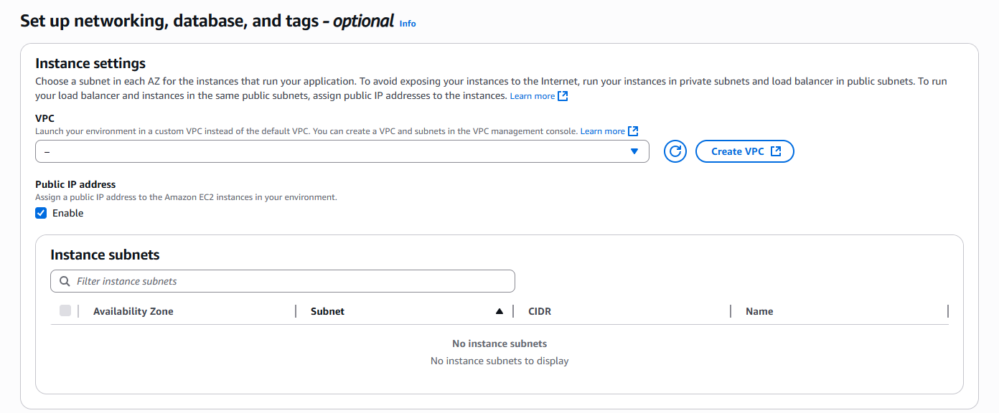 Set up networking, database, and tags - optional Info
Instance settings
Choose a subnet in each AZ for the instances that run your application. To avoid exposing your instances to the Internet, run your instances in private subnets and load balancer in public subnets. To run
your load balancer and instances in the same public subnets, assign public IP addresses to the instances. Learn more
VPC
Launch your environment in a custom VPC instead of the default VPC. You can create a VPC and subnets in the VPC management console. Learn more
–
Create VPC
Public IP address
Assign a public IP address to the Amazon EC2 instances in your environment.
Enable
Instance subnets
Filter instance subnets
Availability Zone Subnet CIDR Name
No instance subnets
No instance subnets to display